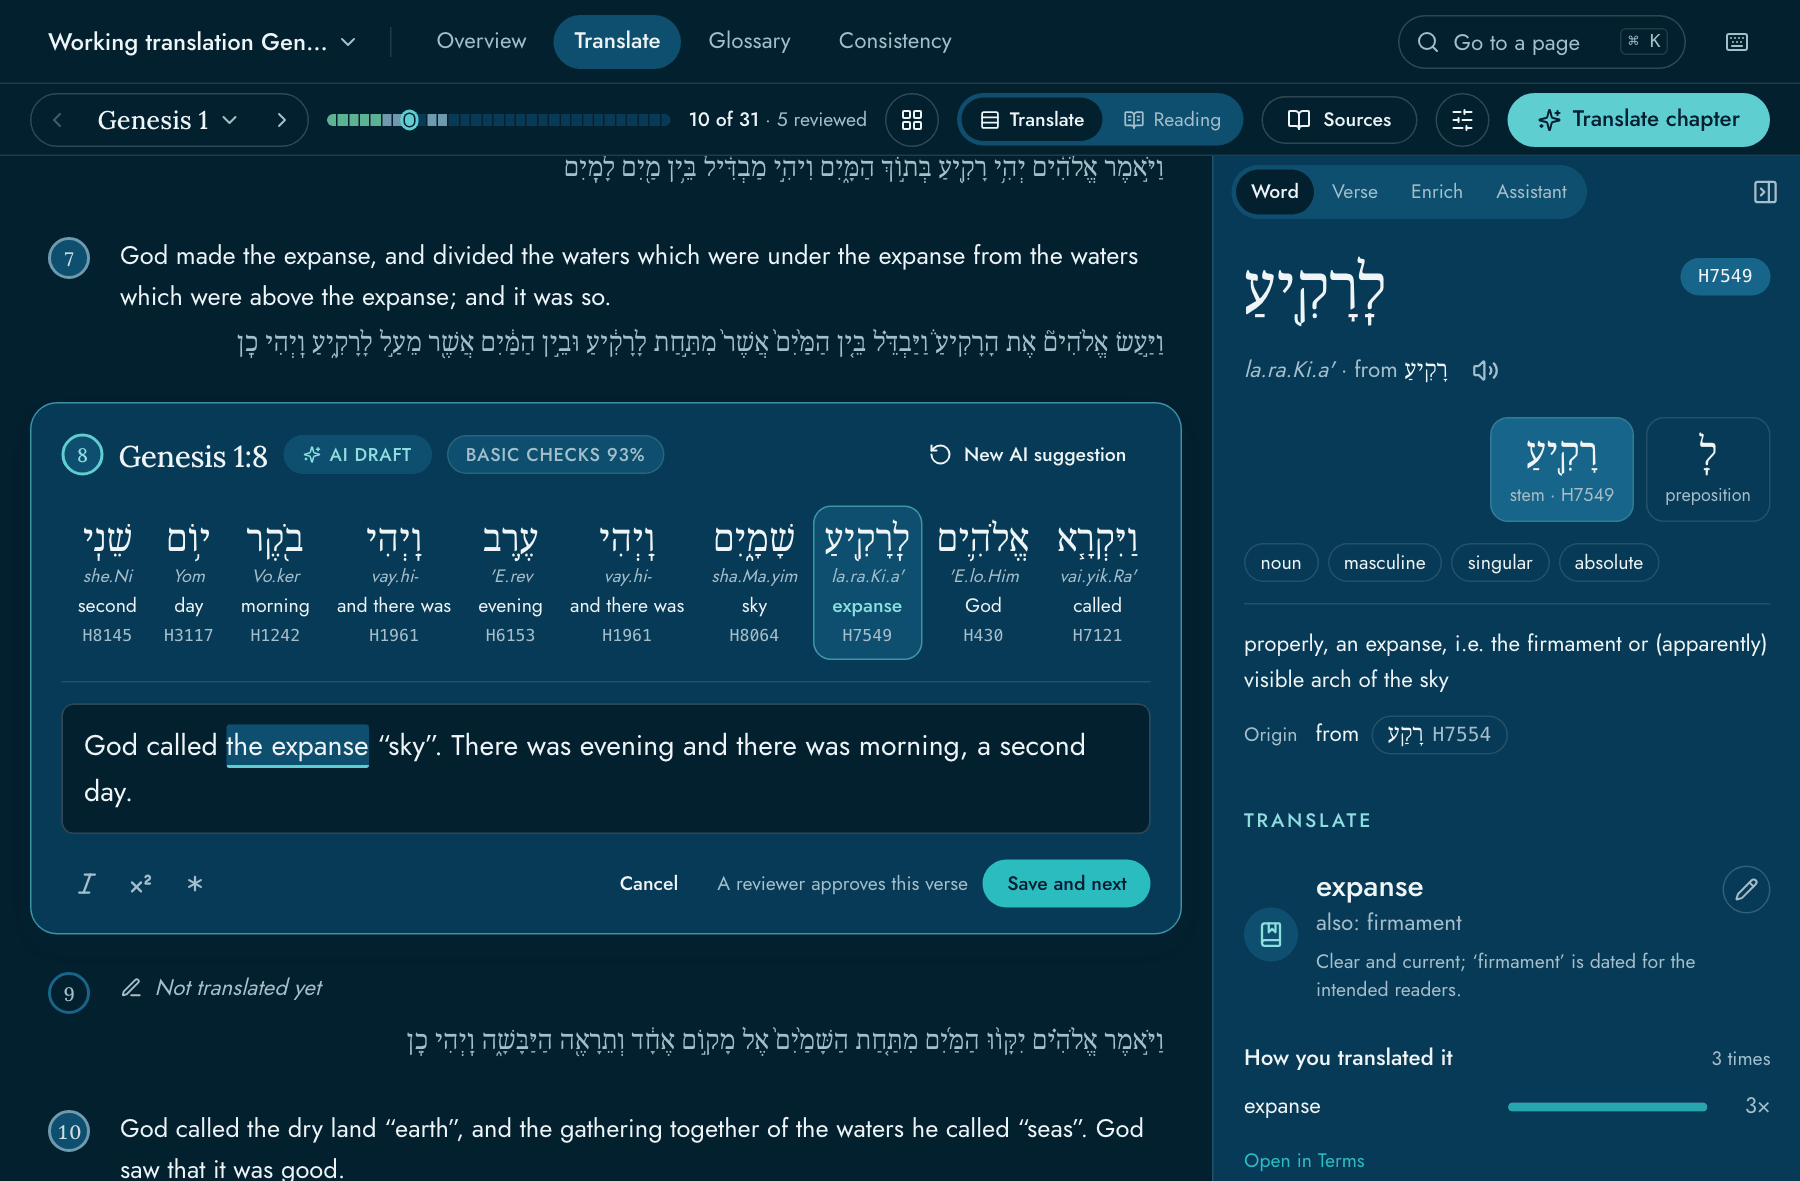 Working translation Gen...
Overview
Translate
Glossary
Consistency
Go to a page
⌘ K
Genesis 1
10 of 31 · 5 reviewed
Translate
Reading
Sources
Translate chapter
וַיֹּ֣אמֶר אֱלֹהִ֔ים יְהִ֥י רָקִ֖יעַ בְּת֣וֹךְ הַמָּ֑יִם וִיהִ֣י מַבְדִּ֔יל בֵּ֥ין מַ֖יִם לָמָֽיִם
7
God made the expanse, and divided the waters which were under the expanse from the waters
which were above the expanse; and it was so.
וַיַּ֣עַשׂ אֱלֹהִים֮ אֶת הָרָקִיעַ֒ וַיַּבְדֵּ֗ל בֵּ֤ין הַמַּ֙יִם֙ אֲשֶׁר֙ מִתַּ֣חַת לָרָקִ֔יעַ וּבֵ֣ין הַמַּ֔יִם אֲשֶׁ֖ר מֵעַ֣ל לָרָקִ֑יעַ וַֽיְהִי כֵֽן
8
Genesis 1:8
AI DRAFT
BASIC CHECKS 93%
New AI suggestion
וַיִּקְרָ֧א אֱלֹהִ֛ים לָֽרָקִ֖יעַ שָׁמָ֑יִם וַֽיְהִי עֶ֥רֶב וַֽיְהִי בֹ֖קֶר י֥וֹם שֵׁנִֽי
she.Ni Yom Vo.ker vay.hi- 'E.rev vay.hi- sha.Ma.yim la.ra.Ki.a' 'E.lo.Him vai.yik.Ra'
second day morning and there was evening and there was sky expanse God called
H8145 H3117 H1242 H1961 H6153 H1961 H8064 H7549 H430 H7121
God called the expanse “sky”. There was evening and there was morning, a second
day.
I x² *
Cancel
A reviewer approves this verse
Save and next
9
Not translated yet
וַיֹּ֣אמֶר אֱלֹהִ֗ים יִקָּו֨וּ הַמַּ֜יִם מִתַּ֤חַת הַשָּׁמַ֙יִם֙ אֶל מָק֣וֹם אֶחָ֔ד וְתֵרָאֶ֖ה הַיַּבָּשָׁ֑ה וַֽיְהִי כֵֽן
10
God called the dry land “earth”, and the gathering together of the waters he called “seas”. God
saw that it was good.
Word
Verse
Enrich
Assistant
לָֽרָקִ֖יעַ
H7549
la.ra.Ki.a' · from רָקִיעַ
לָֽ
preposition
רָקִ֖יעַ
stem · H7549
noun
masculine
singular
absolute
properly, an expanse, i.e. the firmament or (apparently)
visible arch of the sky
Origin from רָקַע H7554
TRANSLATE
expanse
also: firmament
Clear and current; ‘firmament’ is dated for the
intended readers.
How you translated it
3 times
expanse
3×
Open in Terms